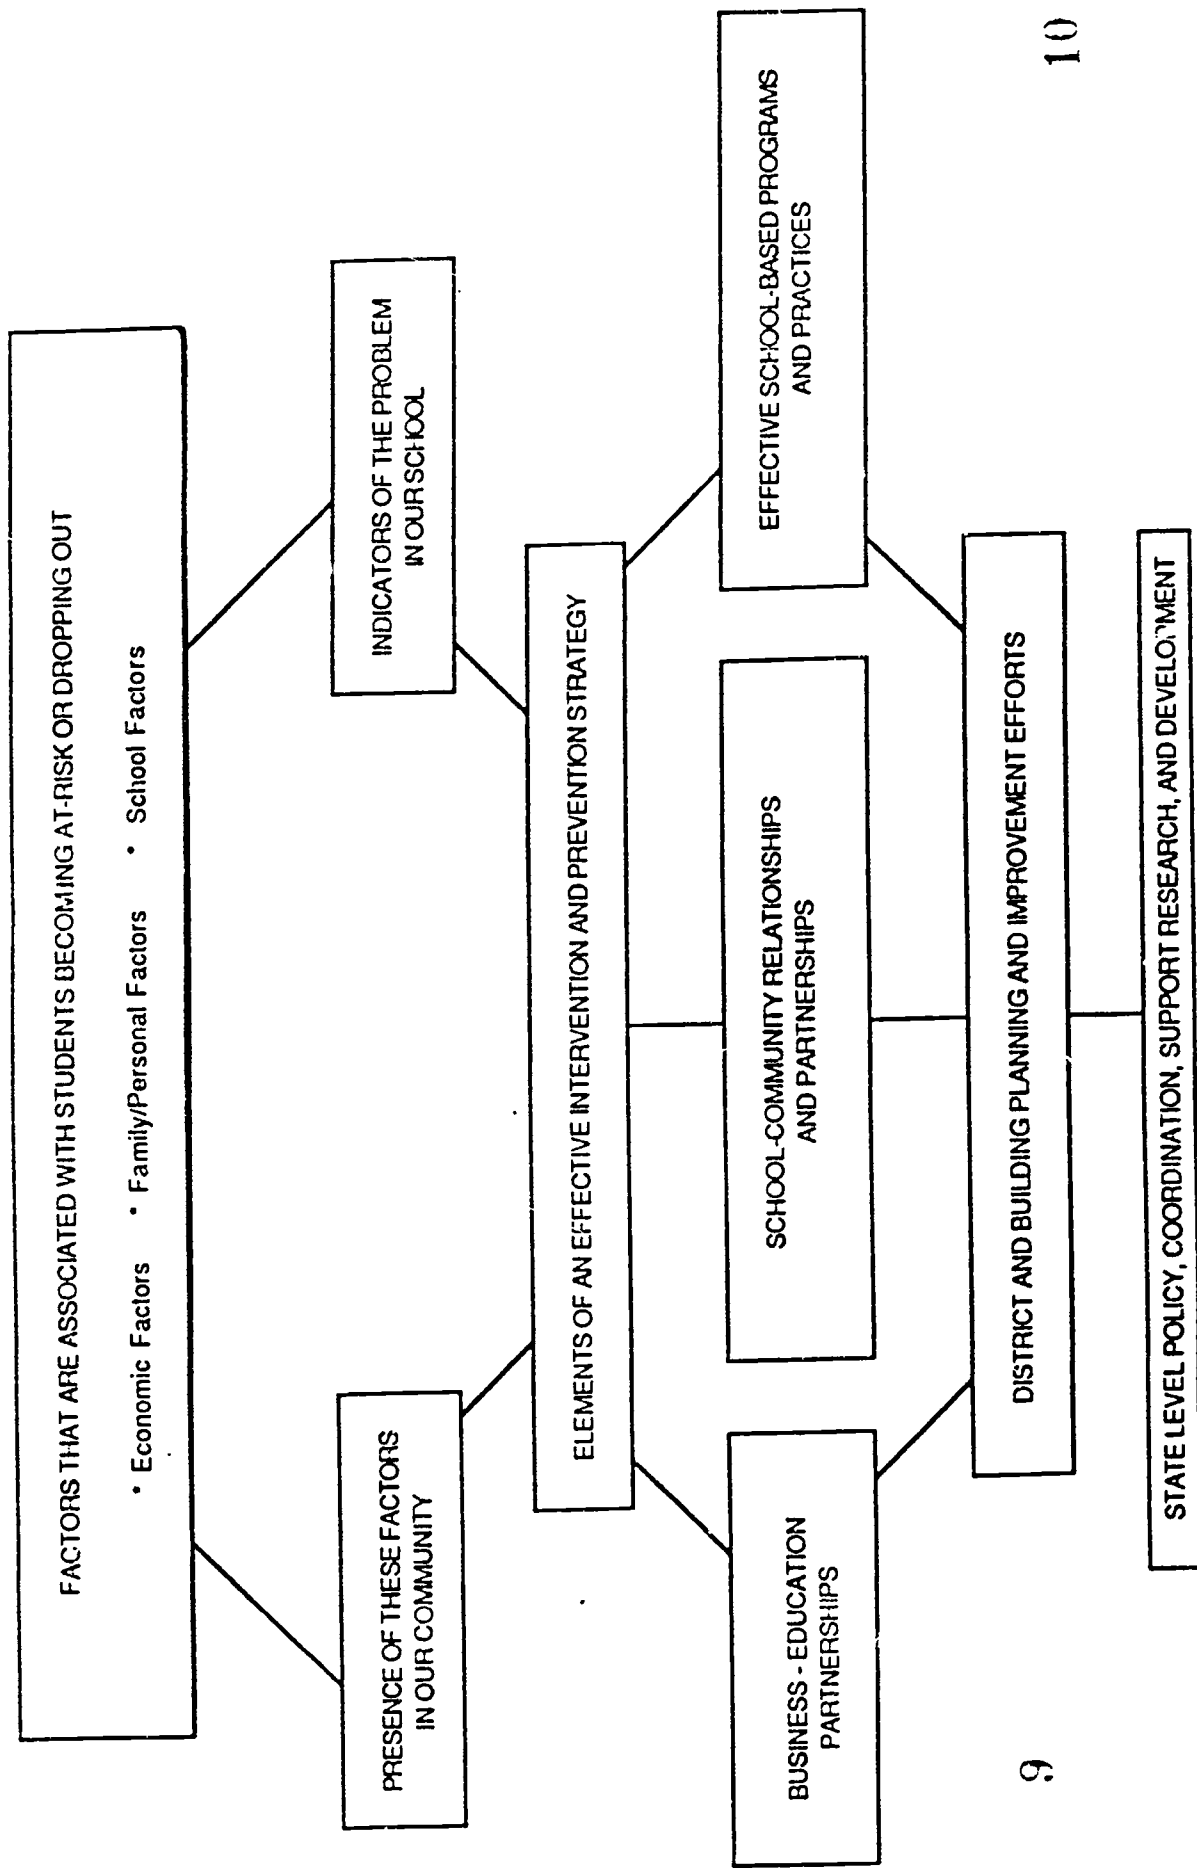 FACTORS THAT ARE ASSOCIATED WITH STUDENTS BECOMING AT-RISK OR DROPPING OUT
* Economic Factors * Family/Personal Factors * School Factors
PRESENCE OF THESE FACTORS
IN OUR COMMUNITY
INDICATORS OF THE PROBLEM
IN OUR SCHOOL
ELEMENTS OF AN EFFECTIVE INTERVENTION AND PREVENTION STRATEGY
BUSINESS - EDUCATION
PARTNERSHIPS
SCHOOL-COMMUNITY RELATIONSHIPS
AND PARTNERSHIPS
EFFECTIVE SCHOOL-BASED PROGRAMS
AND PRACTICES
DISTRICT AND BUILDING PLANNING AND IMPROVEMENT EFFORTS
STATE LEVEL POLICY, COORDINATION, SUPPORT RESEARCH, AND DEVELOPMENT
9
10